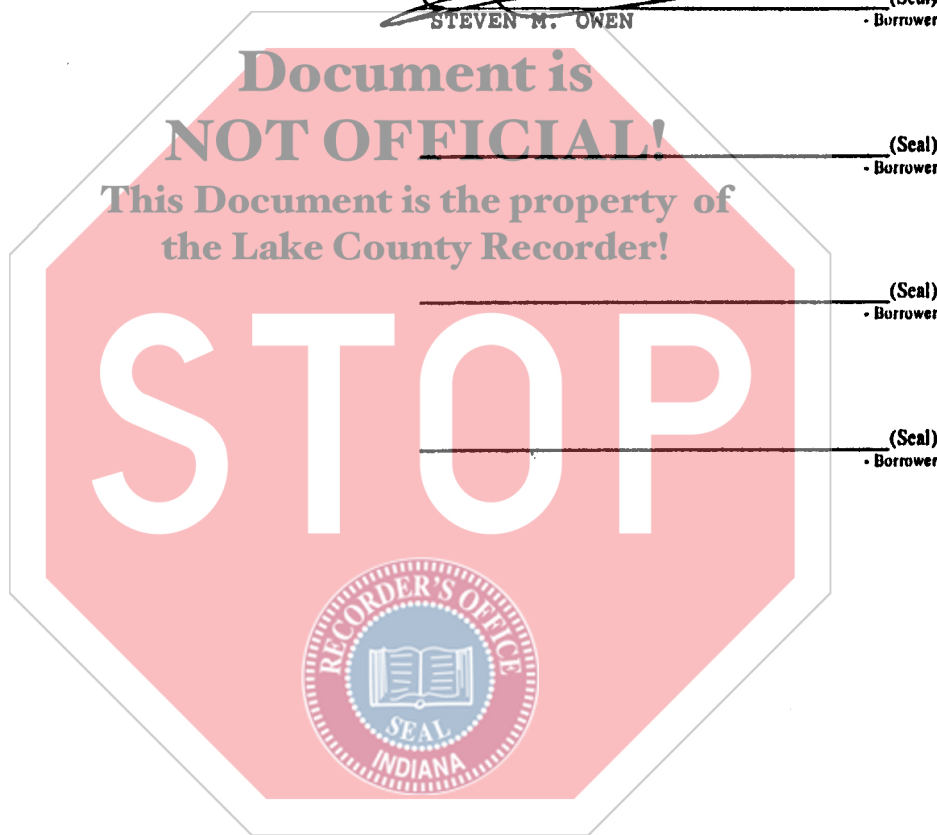 (Seal)
STEVEN M. OWEN
- Borrower
Document is
NOT OFFICIAL!
(Seal)
- Borrower
This Document is the property of
the Lake County Recorder!
(Seal)
- Borrower
STOP
(Seal)
- Borrower
RECORDER'S OFFICE
SEAL
INDIANA